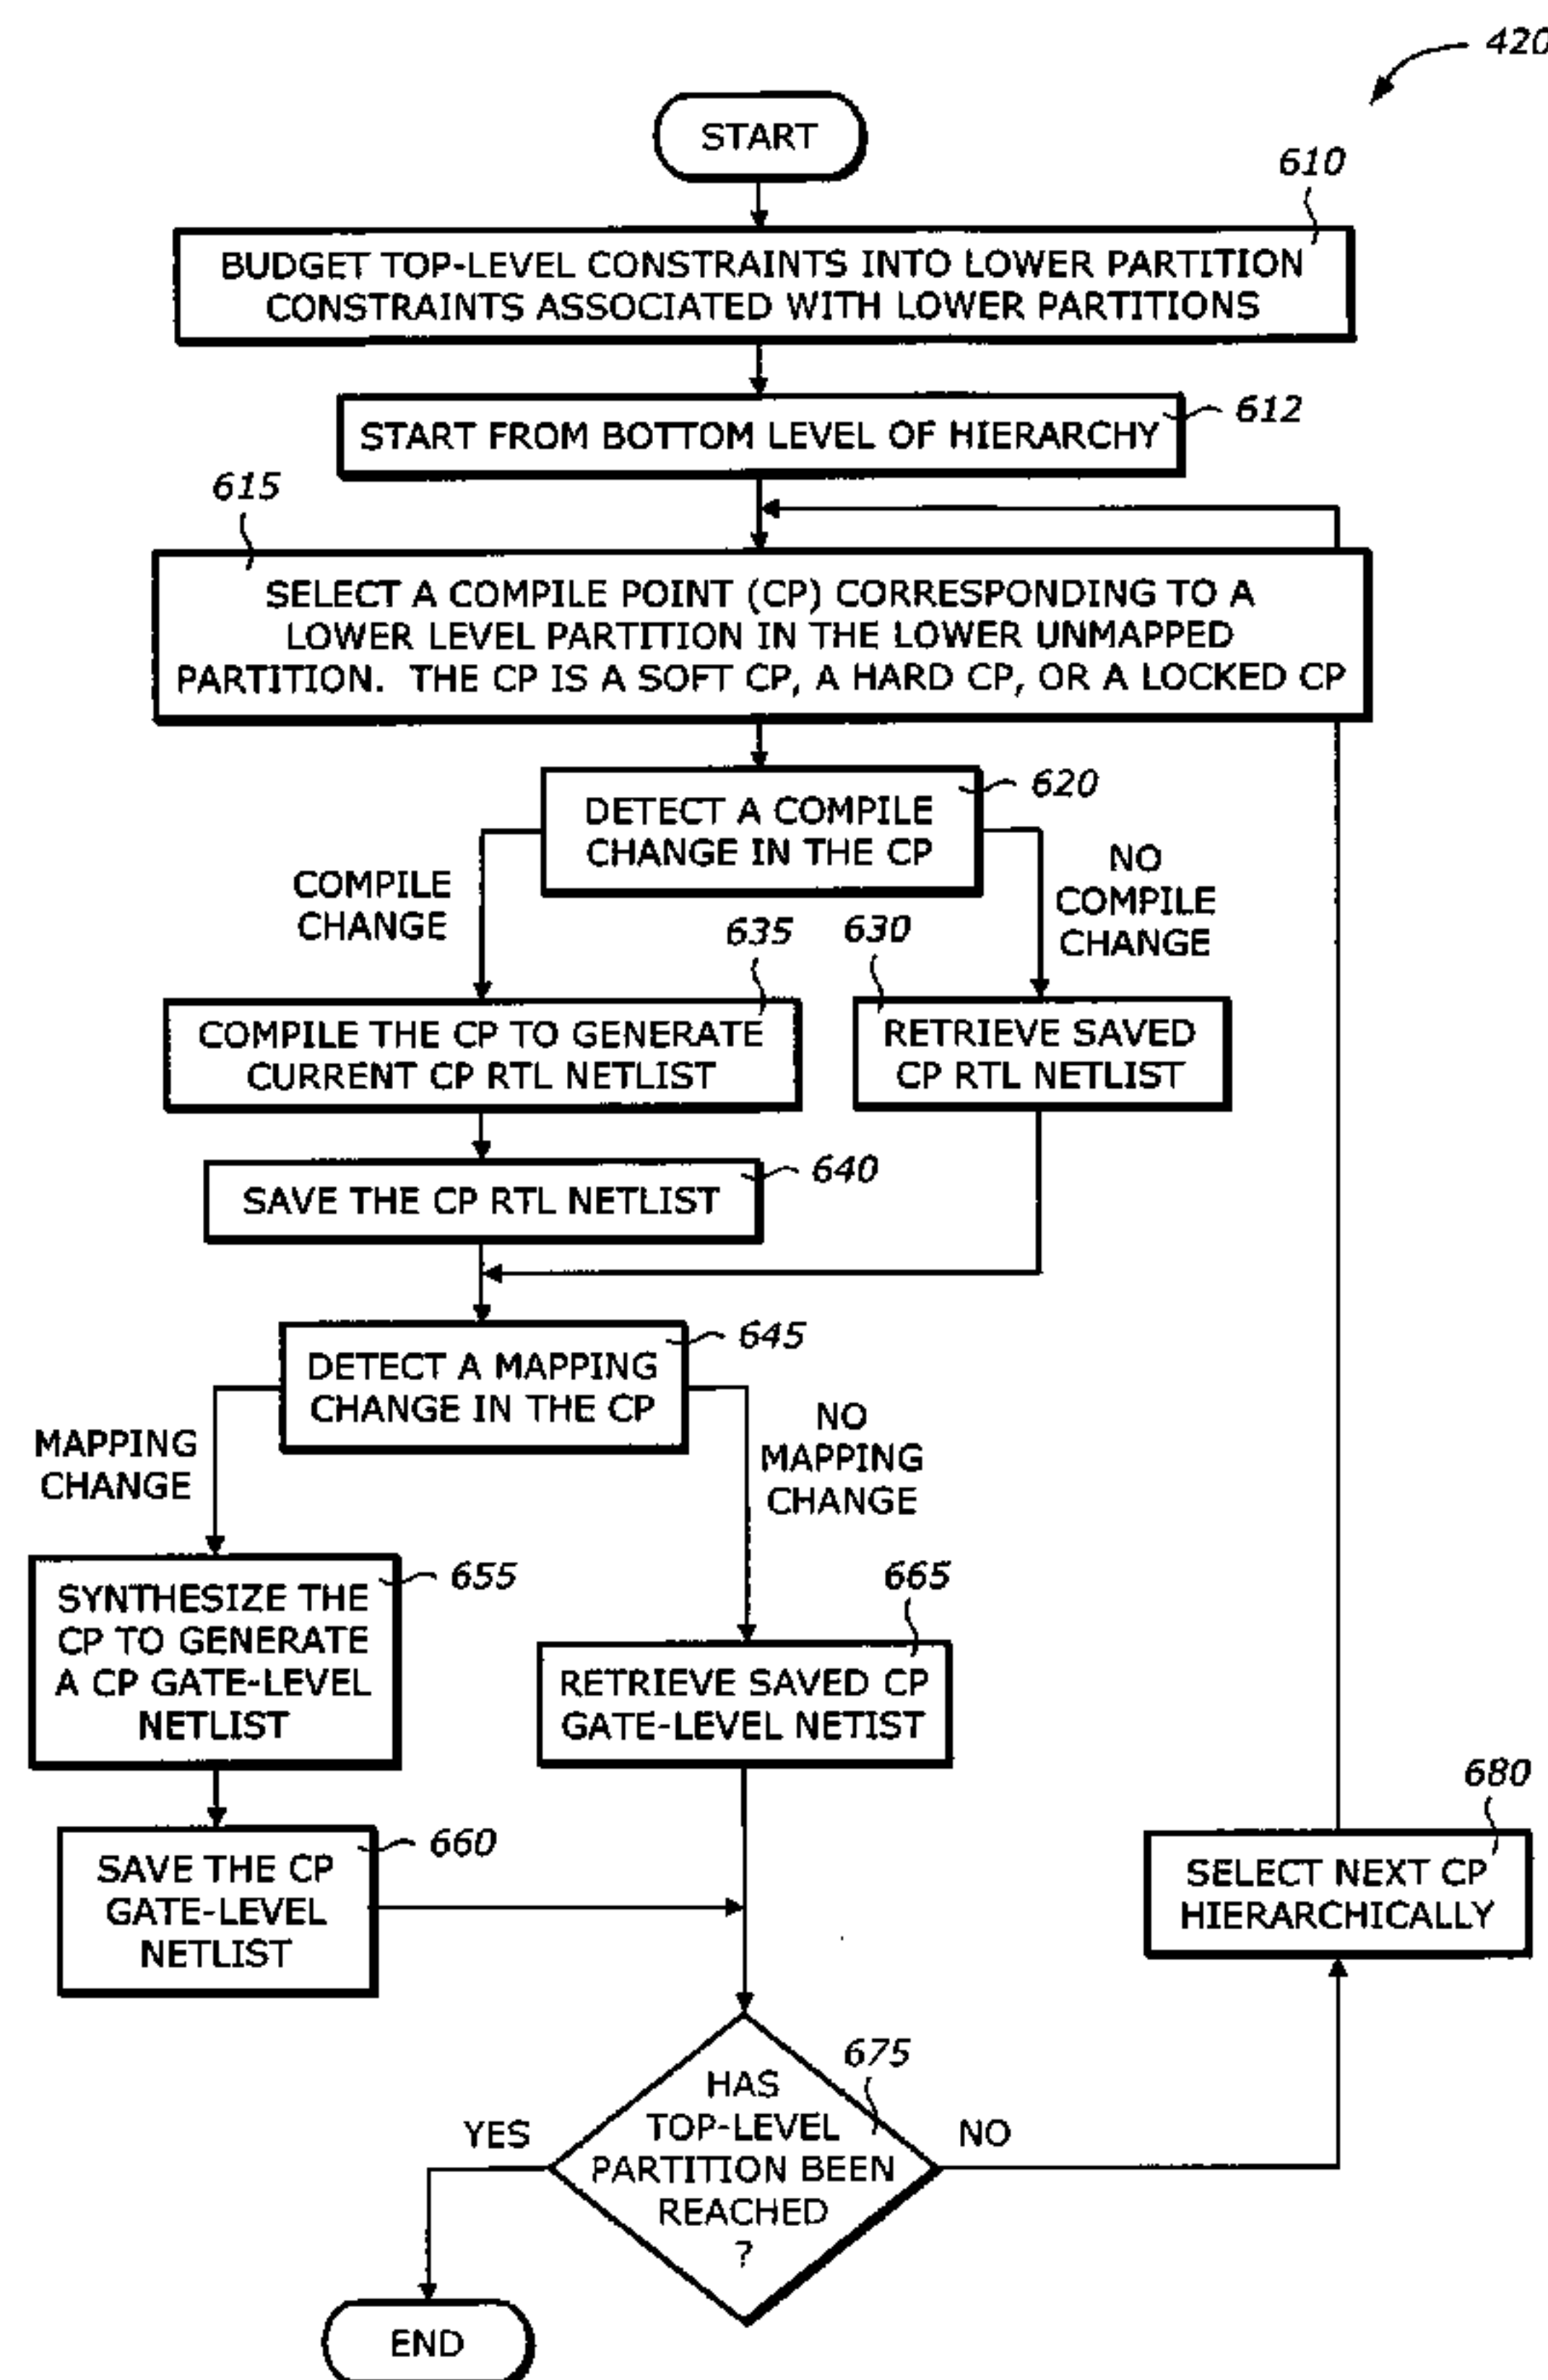 420
START
610
BUDGET TOP-LEVEL CONSTRAINTS INTO LOWER PARTITION
CONSTRAINTS ASSOCIATED WITH LOWER PARTITIONS
612
START FROM BOTTOM LEVEL OF HIERARCHY
615
SELECT A COMPILE POINT (CP) CORRESPONDING TO A
LOWER LEVEL PARTITION IN THE LOWER UNMAPPED
PARTITION. THE CP IS A SOFT CP, A HARD CP, OR A LOCKED CP
620
DETECT A COMPILE
CHANGE IN THE CP
COMPILE
CHANGE
NO
COMPILE
CHANGE
635
COMPILE THE CP TO GENERATE
CURRENT CP RTL NETLIST
630
RETRIEVE SAVED
CP RTL NETLIST
640
SAVE THE CP RTL NETLIST
645
DETECT A MAPPING
CHANGE IN THE CP
MAPPING
CHANGE
NO
MAPPING
CHANGE
655
SYNTHESIZE THE
CP TO GENERATE
A CP GATE-LEVEL
NETLIST
665
RETRIEVE SAVED CP
GATE-LEVEL NETIST
660
SAVE THE CP
GATE-LEVEL
NETLIST
680
SELECT NEXT CP
HIERARCHICALLY
675
HAS
TOP-LEVEL
PARTITION BEEN
REACHED
?
YES
NO
END